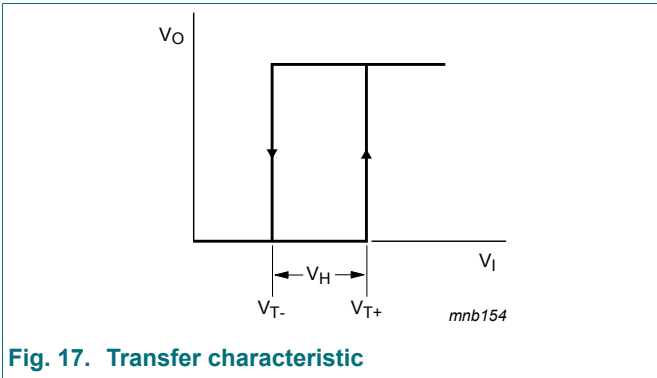 VO
VI
VH
VT-
VT+
mnb154
Fig. 17. Transfer characteristic